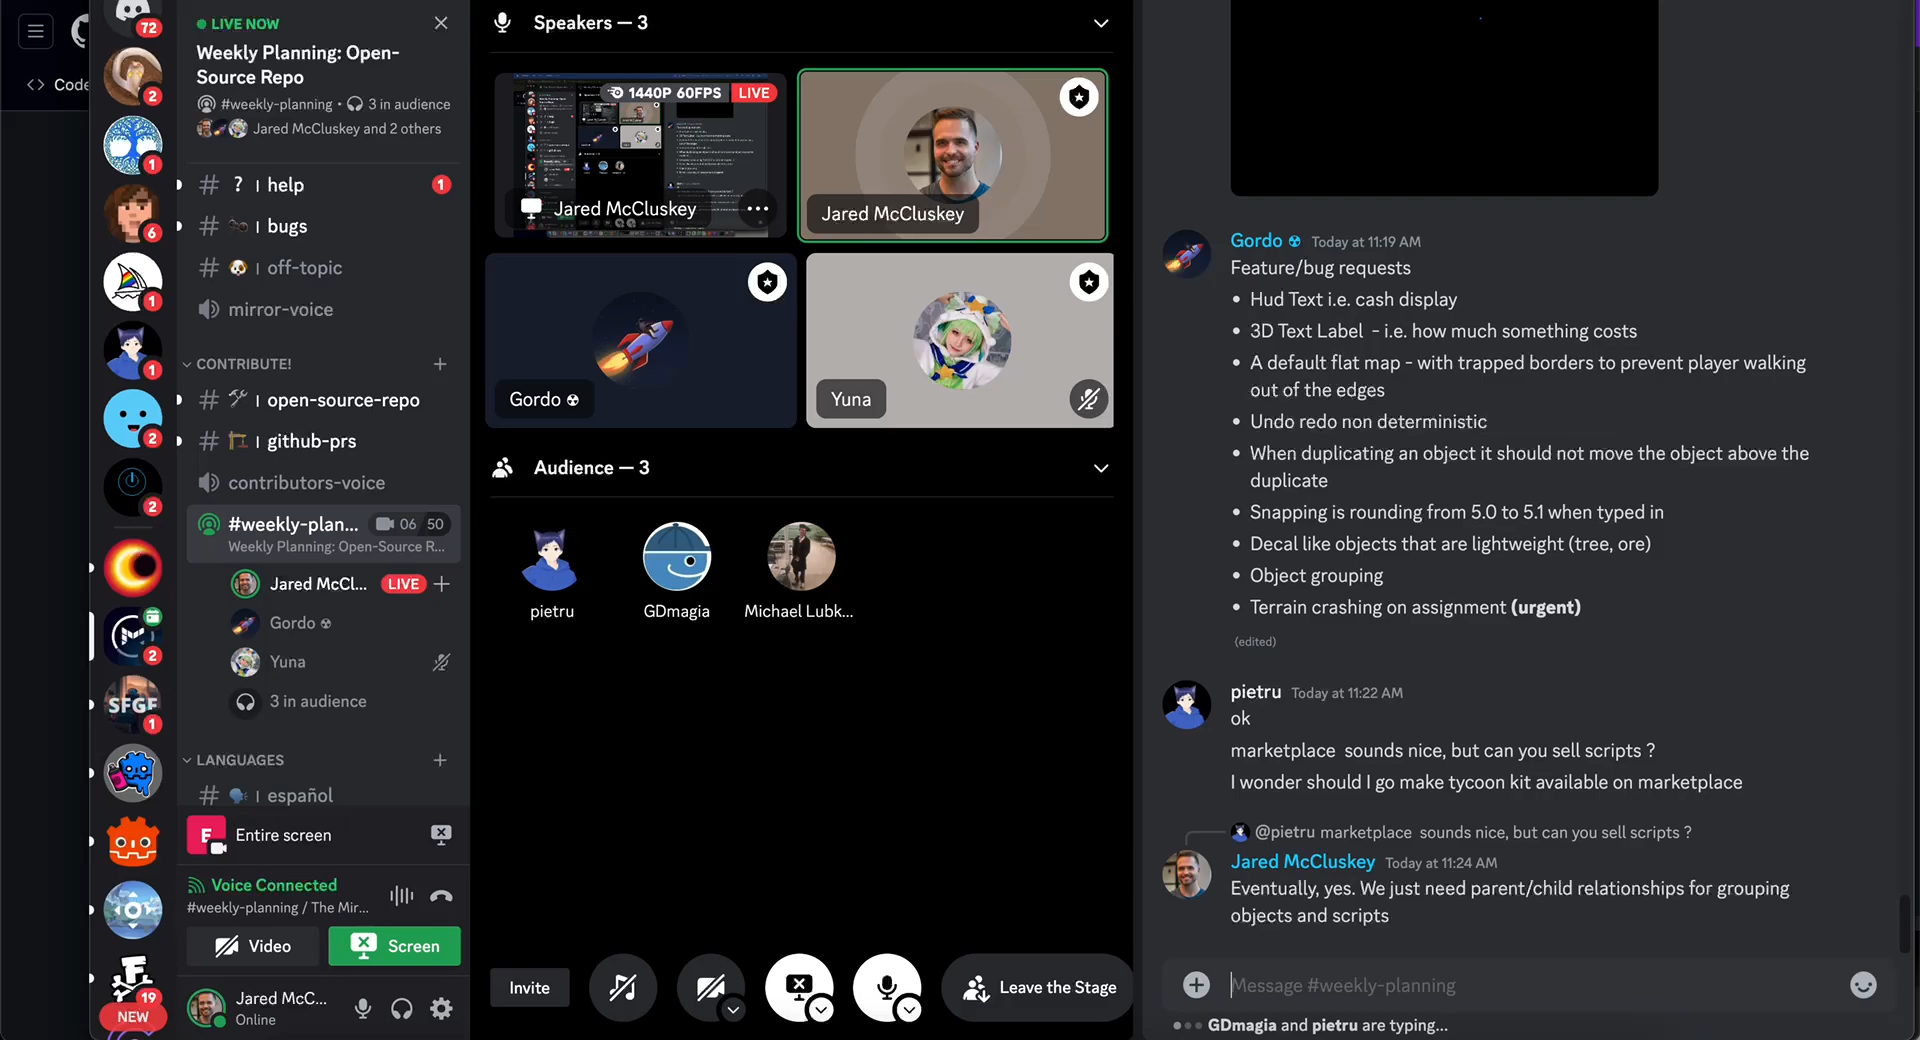 72
2
1
6
1
1
2
2
2
SFGF
1
19
NEW
<> Code
LIVE NOW
Weekly Planning: Open-
Source Repo
#weekly-planning • 3 in audience
Jared McCluskey and 2 others
# ? | help
1
# | bugs
# | off-topic
mirror-voice
CONTRIBUTE!
# | open-source-repo
# | github-prs
contributors-voice
#weekly-plan... 06 50
Weekly Planning: Open-Source R...
Jared McCl... LIVE
Gordo ☢
Yuna
3 in audience
LANGUAGES
# | español
Entire screen
Voice Connected
#weekly-planning / The Mir...
Video
Screen
Jared McC...
Online
Speakers — 3
1440P 60FPS LIVE
Jared McCluskey
Jared McCluskey
Gordo ☢
Yuna
Audience — 3
pietru
GDmagia
Michael Lubk...
Invite
Leave the Stage
Gordo ☢ Today at 11:19 AM
Feature/bug requests
• Hud Text i.e. cash display
• 3D Text Label - i.e. how much something costs
• A default flat map - with trapped borders to prevent player walking
out of the edges
• Undo redo non deterministic
• When duplicating an object it should not move the object above the
duplicate
• Snapping is rounding from 5.0 to 5.1 when typed in
• Decal like objects that are lightweight (tree, ore)
• Object grouping
• Terrain crashing on assignment (urgent)
(edited)
pietru Today at 11:22 AM
ok
marketplace sounds nice, but can you sell scripts ?
I wonder should I go make tycoon kit available on marketplace
@pietru marketplace sounds nice, but can you sell scripts ?
Jared McCluskey Today at 11:24 AM
Eventually, yes. We just need parent/child relationships for grouping
objects and scripts
Message #weekly-planning
GDmagia and pietru are typing...